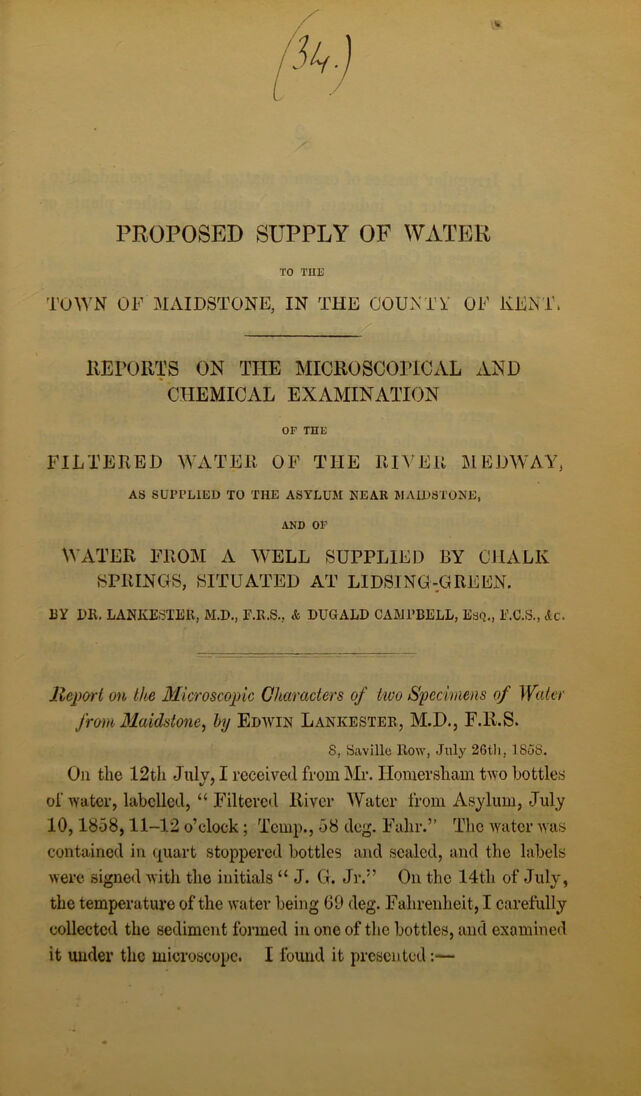 (34.)
PROPOSED SUPPLY OF WATER
TO THE
TOWN OF MAIDSTONE, IN THE COUNTY OF KENT.
REPORTS ON THE MICROSCOPICAL AND
CHEMICAL EXAMINATION
OF THE
FILTERED WATER OF THE RIVER MEDWAY,
AS SUPPLIED TO THE ASYLUM NEAR MAIDSTONE,
AND OF
WATER FROM A WELL SUPPLIED BY CHALK
SPRINGS, SITUATED AT LIDSING-GREEN.
BY DR. LANKESTER, M.D., F.R.S., & DUGALD CAMPBELL, Esq., F.C.S., &c.
Report on the Microscopic Characters of two Specimens of Water
from Maidstone, by Edwin Lankester, M.D., F.R.S.
8, Saville Row, July 26th, 1858.
On the 12th July, I received from Mr. Homersham two bottles
of water, labelled, “ Filtered River Water from Asylum, July
10, 1858, 11–12 o’clock ; Temp., 58 deg. Fahr.” The water was
contained in quart stoppered bottles and sealed, and the labels
were signed with the initials “ J. G. Jr.” On the 14th of July,
the temperature of the water being 69 deg. Fahrenheit, I carefully
collected the sediment formed in one of the bottles, and examined
it under the microscope. I found it presented :—